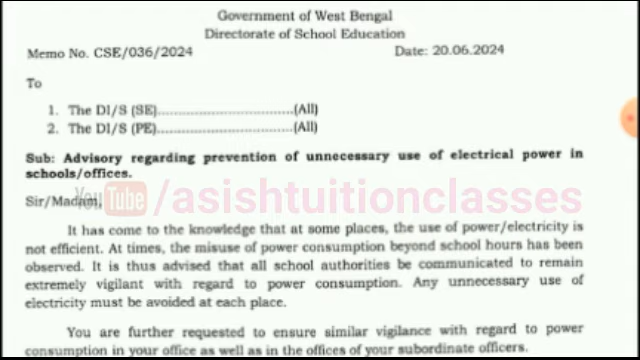 Government of West Bengal
Directorate of School Education
Memo No. CSE/036/2024 Date: 20.06.2024
To
1. The DI/S (SE)......................................(All)
2. The DI/S (PE)......................................(All)
Sub: Advisory regarding prevention of unnecessary use of electrical power in
schools/offices.
YouTube/asishtuitionclasses
Sir/Madam,
It has come to the knowledge that at some places, the use of power/electricity is
not efficient. At times, the misuse of power consumption beyond school hours has been
observed. It is thus advised that all school authorities be communicated to remain
extremely vigilant with regard to power consumption. Any unnecessary use of
electricity must be avoided at each place.
You are further requested to ensure similar vigilance with regard to power
consumption in your office as well as in the offices of your subordinate officers.